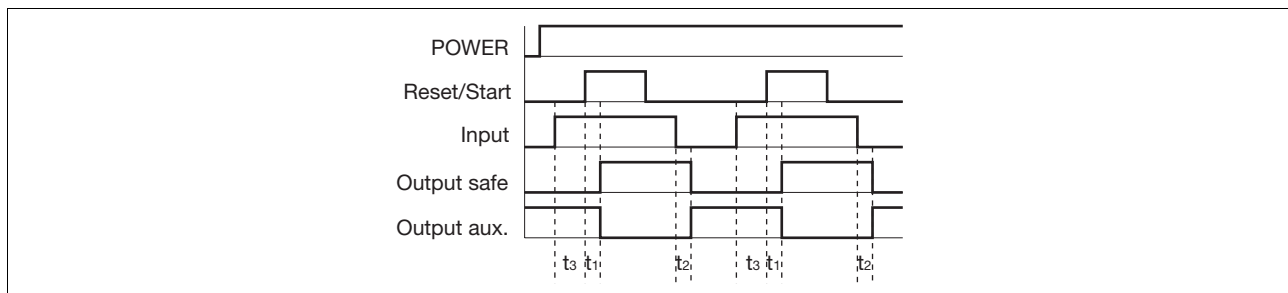 POWER
Reset/Start
Input
Output safe
Output aux.
t3 t1 t2 t3 t1 t2